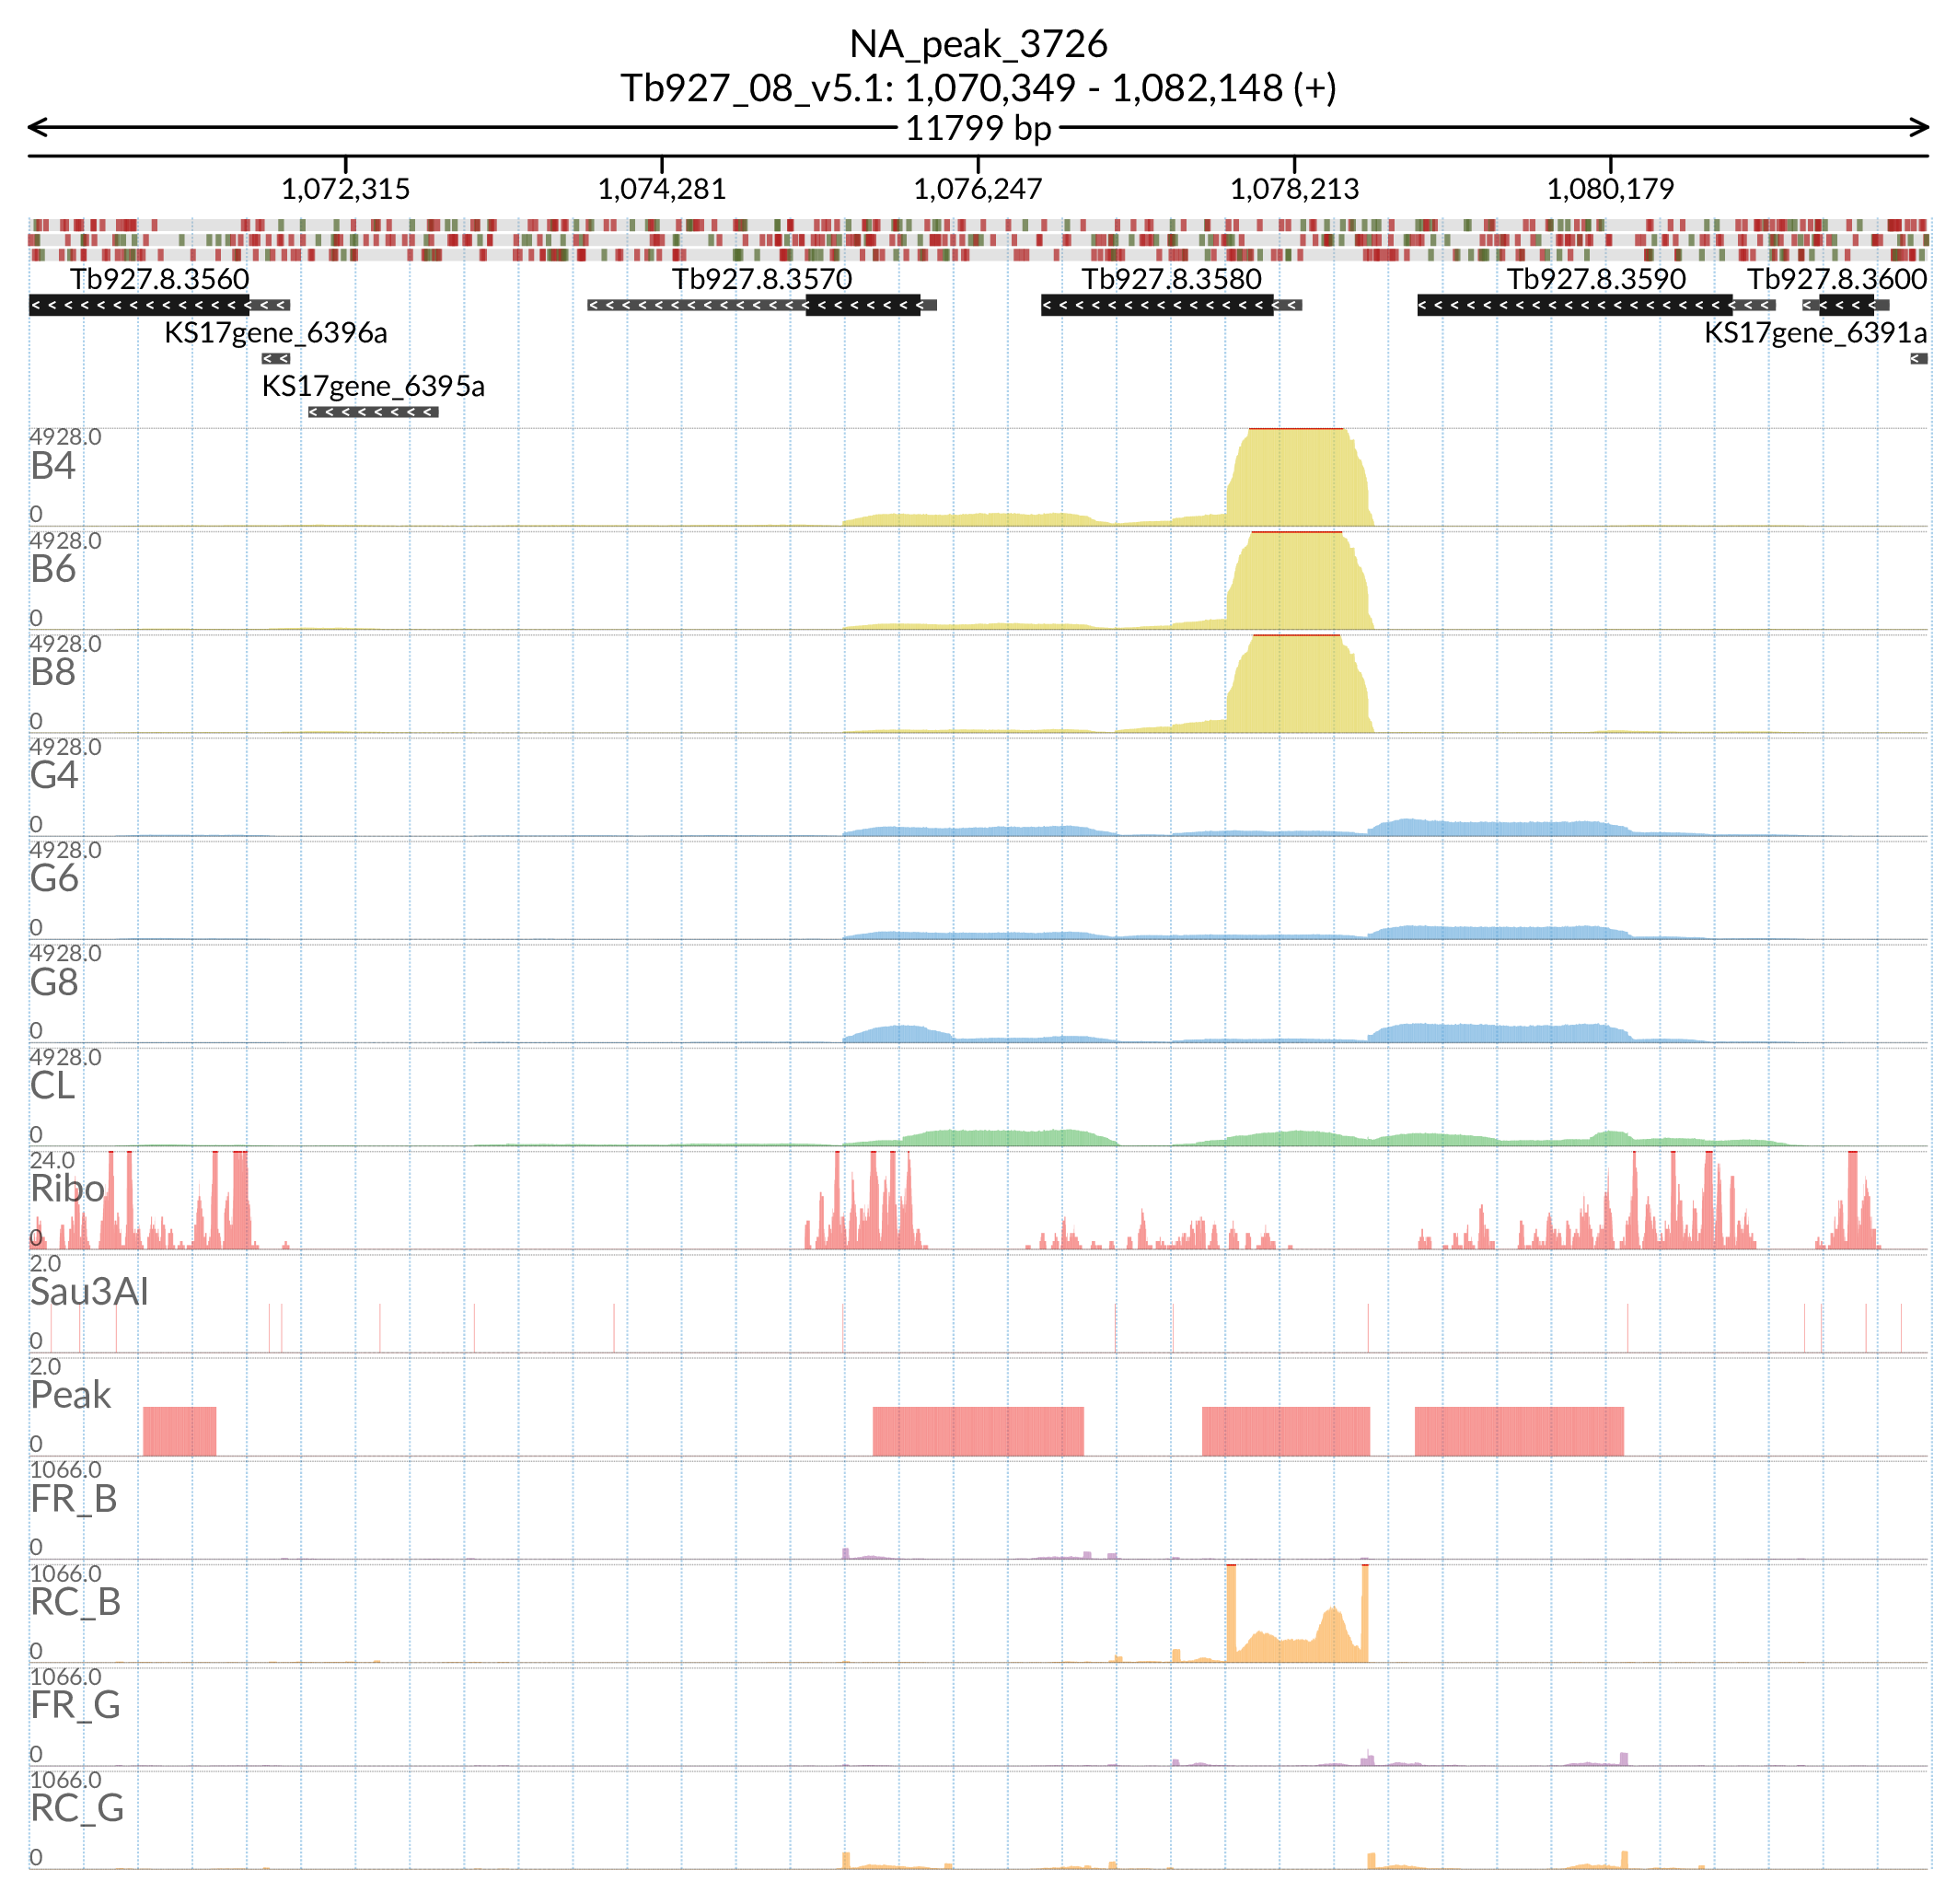 NA_peak_3726
Tb927_08_v5.1: 1,070,349 - 1,082,148 (+)
11799 bp
1,072,315 1,074,281 1,076,247 1,078,213 1,080,179
Tb927.8.3560 Tb927.8.3570 Tb927.8.3580 Tb927.8.3590 Tb927.8.3600
KS17gene_6396a KS17gene_6391a
KS17gene_6395a
4928.0
B4
0
4928.0
B6
0
4928.0
B8
0
4928.0
G4
0
4928.0
G6
0
4928.0
G8
0
4928.0
CL
0
24.0
Ribo
0
2.0
Sau3AI
0
2.0
Peak
0
1066.0
FR_B
0
1066.0
RC_B
0
1066.0
FR_G
0
1066.0
RC_G
0